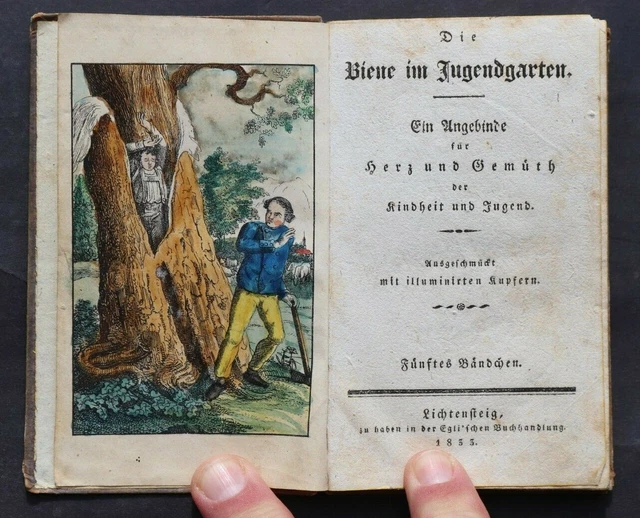 Die
Biene im Jugendgarten.
Ein Angebinde
für
Herz und Gemüth
der
Kindheit und Jugend.
Ausgeschmückt
mit illuminirten Kupfern.
Fünftes Bändchen.
Lichtensteig,
zu haben in der Egli'schen Buchhandlung.
1833.